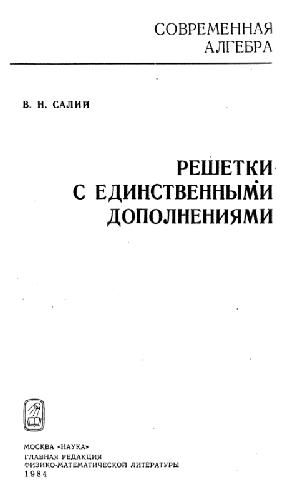 СОВРЕМЕННАЯ
АЛГЕБРА
В. Н. САЛИЙ
РЕШЕТКИ
С ЕДИНСТВЕННЫМИ
ДОПОЛНЕНИЯМИ
МОСКВА «НАУКА»
ГЛАВНАЯ РЕДАКЦИЯ
ФИЗИКО-МАТЕМАТИЧЕСКОЙ ЛИТЕРАТУРЫ
1984